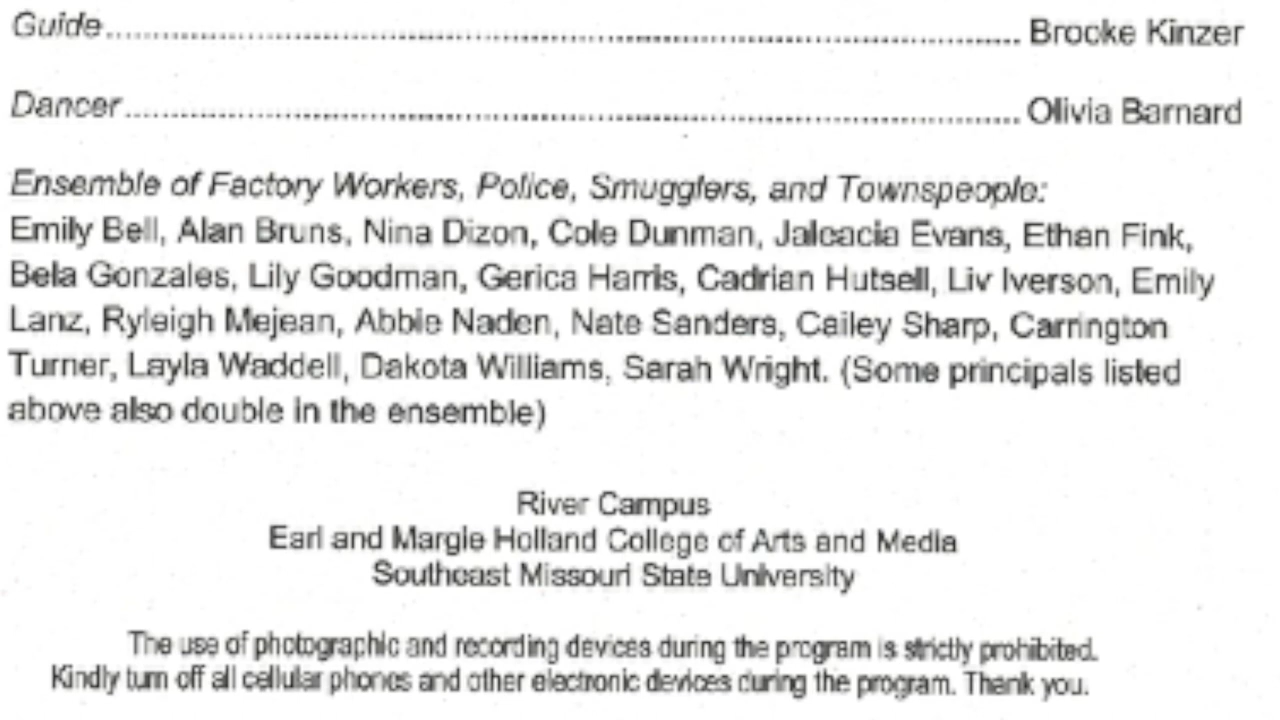 Guide........................................................................ Brooke Kinzer
Dancer........................................................................ Olivia Barnard
Ensemble of Factory Workers, Police, Smugglers, and Townspeople:
Emily Bell, Alan Bruns, Nina Dizon, Cole Dunman, Jaleacia Evans, Ethan Fink,
Bela Gonzales, Lily Goodman, Gerica Harris, Cadrian Hutsell, Liv Iverson, Emily
Lanz, Ryleigh Mejean, Abbie Naden, Nate Sanders, Cailey Sharp, Carrington
Turner, Layla Waddell, Dakota Williams, Sarah Wright. (Some principals listed
above also double in the ensemble)
River Campus
Earl and Margie Holland College of Arts and Media
Southeast Missouri State University
The use of photographic and recording devices during the program is strictly prohibited.
Kindly turn off all cellular phones and other electronic devices during the program. Thank you.